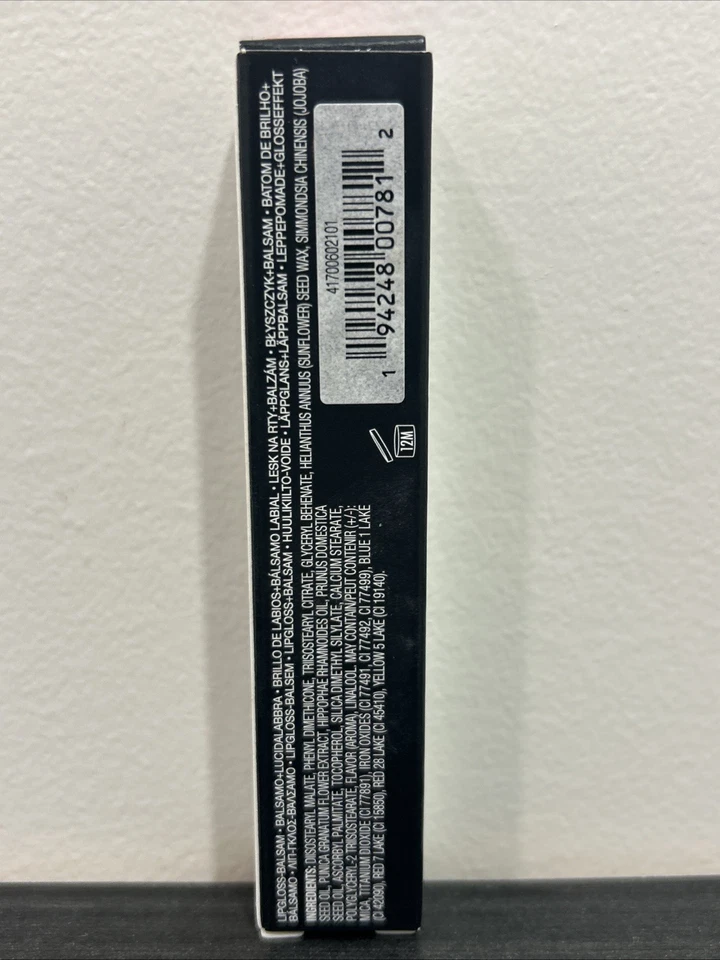 LIPGLOSS-BALSAM • BALSAMO+LUCIDALABBRA • BRILLO DE LABIOS+BÁLSAMO LABIAL • LESK NA RTY+BALZÁM • BŁYSZCZYK+BALSAM • BATOM DE BRILHO+
BÁLSAMO • ΛΙΠ-ΓΚΛΟΣ-ΒΑΛΣΑΜΟ • LIPGLOSS-BALSEM • LIPGLOSS+BALSAM • HUULIKIILTO-VOIDE • LÄPPGLANS+LÄPPBALSAM • LEPPEPOMADE+GLOSSEFFEKT
INGREDIENTS: DIISOSTEARYL MALATE, PHENYL DIMETHICONE, TRIISOSTEARYL CITRATE, GLYCERYL BEHENATE, HELIANTHUS ANNUUS (SUNFLOWER) SEED WAX, SIMMONDSIA CHINENSIS (JOJOBA)
SEED OIL, PUNICA GRANATUM FLOWER EXTRACT, HIPPOPHAE RHAMNOIDES OIL, PRUNUS DOMESTICA
SEED OIL, ASCORBYL PALMITATE, TOCOPHEROL, SILICA DIMETHYL SILYLATE, CALCIUM STEARATE,
POLYGLYCERYL-2 TRIISOSTEARATE, FLAVOR (AROMA), LINALOOL. MAY CONTAIN/PEUT CONTENIR (+/-):
MICA, TITANIUM DIOXIDE (CI 77891), IRON OXIDES (CI 77491, CI 77492, CI 77499), BLUE 1 LAKE
(CI 42090), RED 7 LAKE (CI 15850), RED 28 LAKE (CI 45410), YELLOW 5 LAKE (CI 19140).
12M
41700602101
1 94248 00781 2